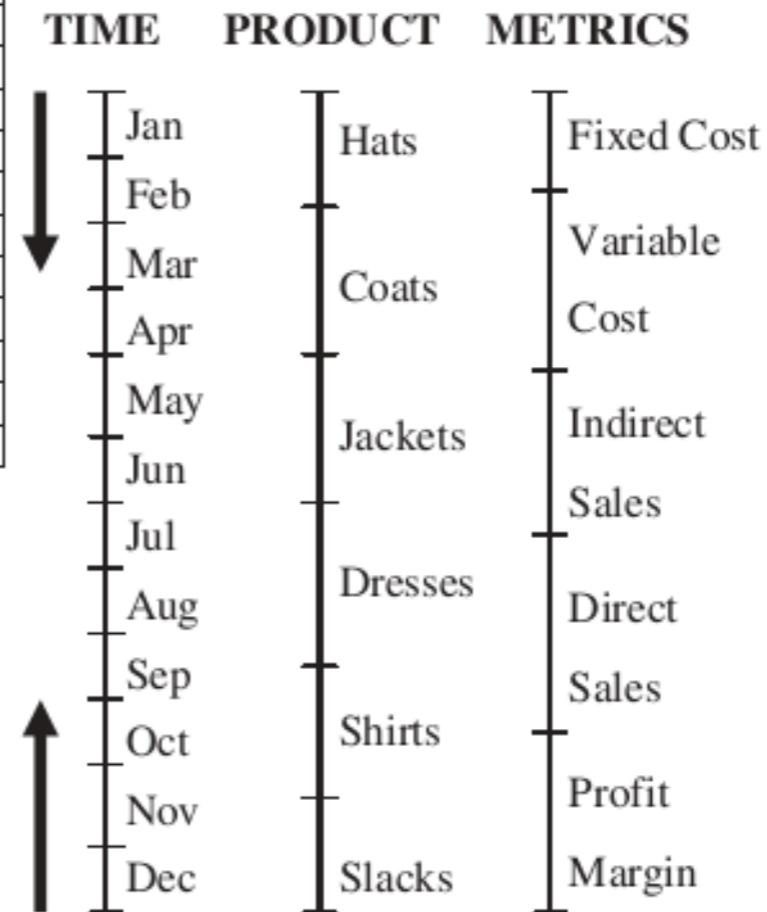 TIME PRODUCT METRICS
Jan
Feb
Mar
Apr
May
Jun
Jul
Aug
Sep
Oct
Nov
Dec
Hats
Coats
Jackets
Dresses
Shirts
Slacks
Fixed Cost
Variable
Cost
Indirect
Sales
Direct
Sales
Profit
Margin